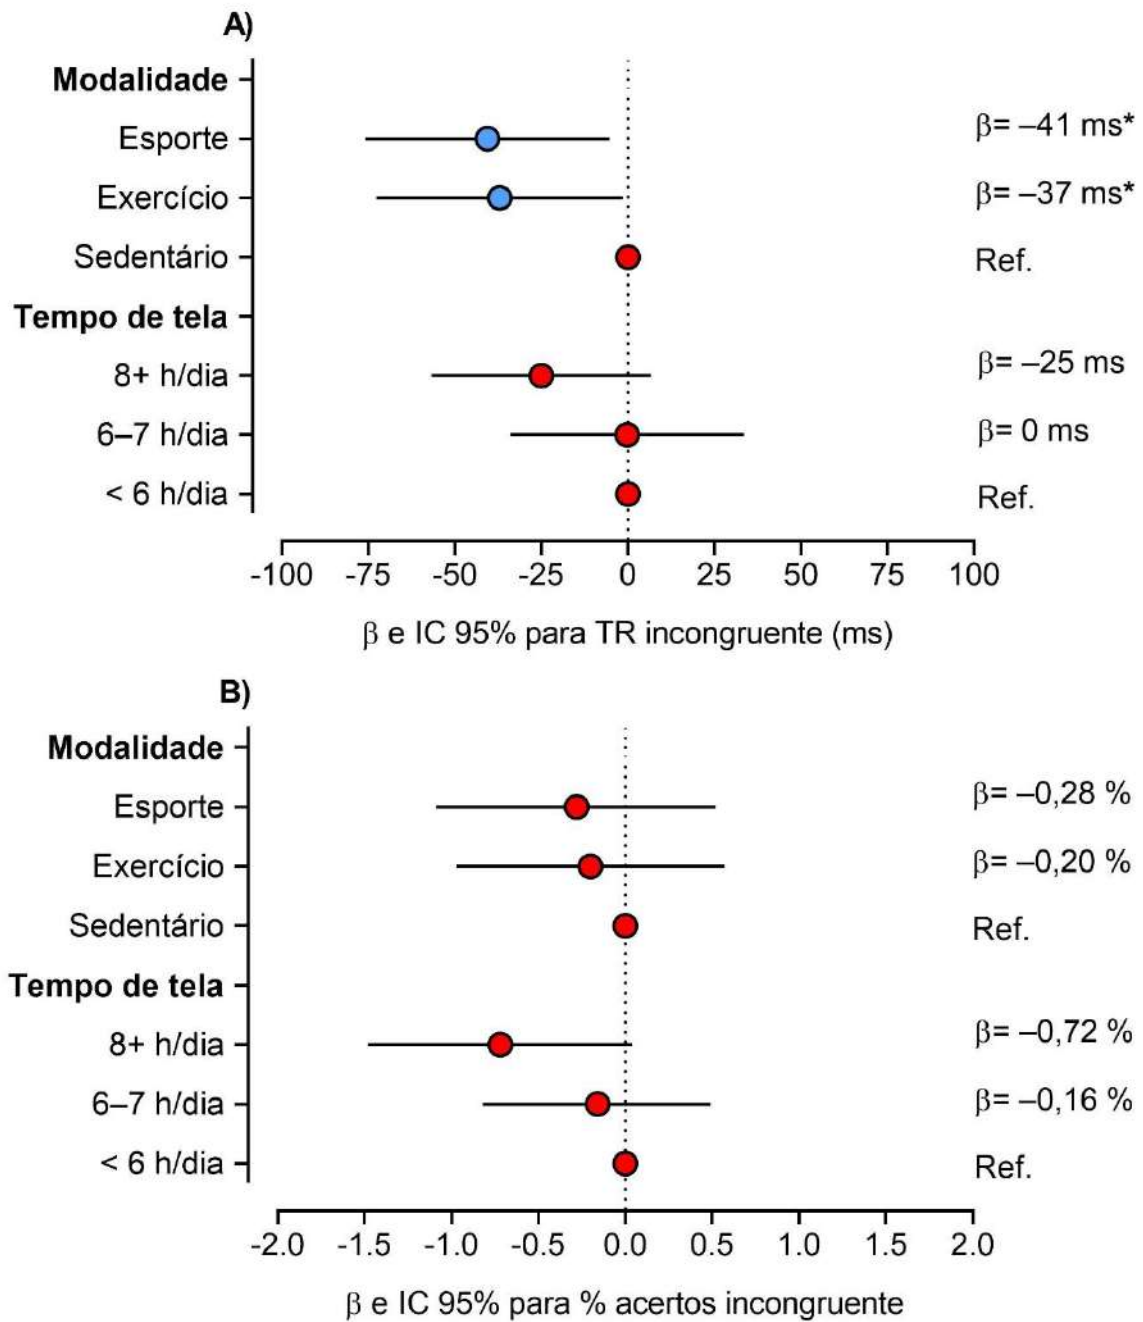 A)
Modalidade
Esporte β= –41 ms*
Exercício β= –37 ms*
Sedentário Ref.
Tempo de tela
8+ h/dia β= –25 ms
6–7 h/dia β= 0 ms
< 6 h/dia Ref.
-100 -75 -50 -25 0 25 50 75 100
β e IC 95% para TR incongruente (ms)
B)
Modalidade
Esporte β= –0,28 %
Exercício β= –0,20 %
Sedentário Ref.
Tempo de tela
8+ h/dia β= –0,72 %
6–7 h/dia β= –0,16 %
< 6 h/dia Ref.
-2.0 -1.5 -1.0 -0.5 0.0 0.5 1.0 1.5 2.0
β e IC 95% para % acertos incongruente